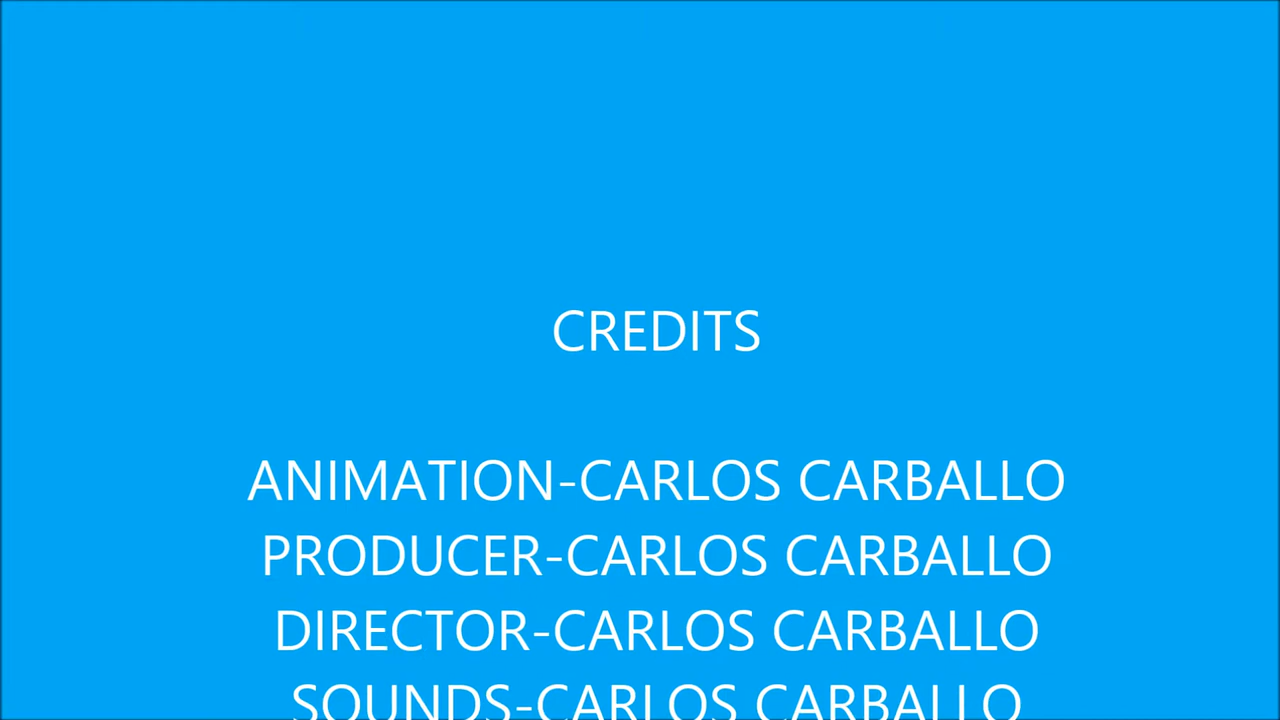 CREDITS
ANIMATION-CARLOS CARBALLO
PRODUCER-CARLOS CARBALLO
DIRECTOR-CARLOS CARBALLO
SOUNDS-CARLOS CARBALLO